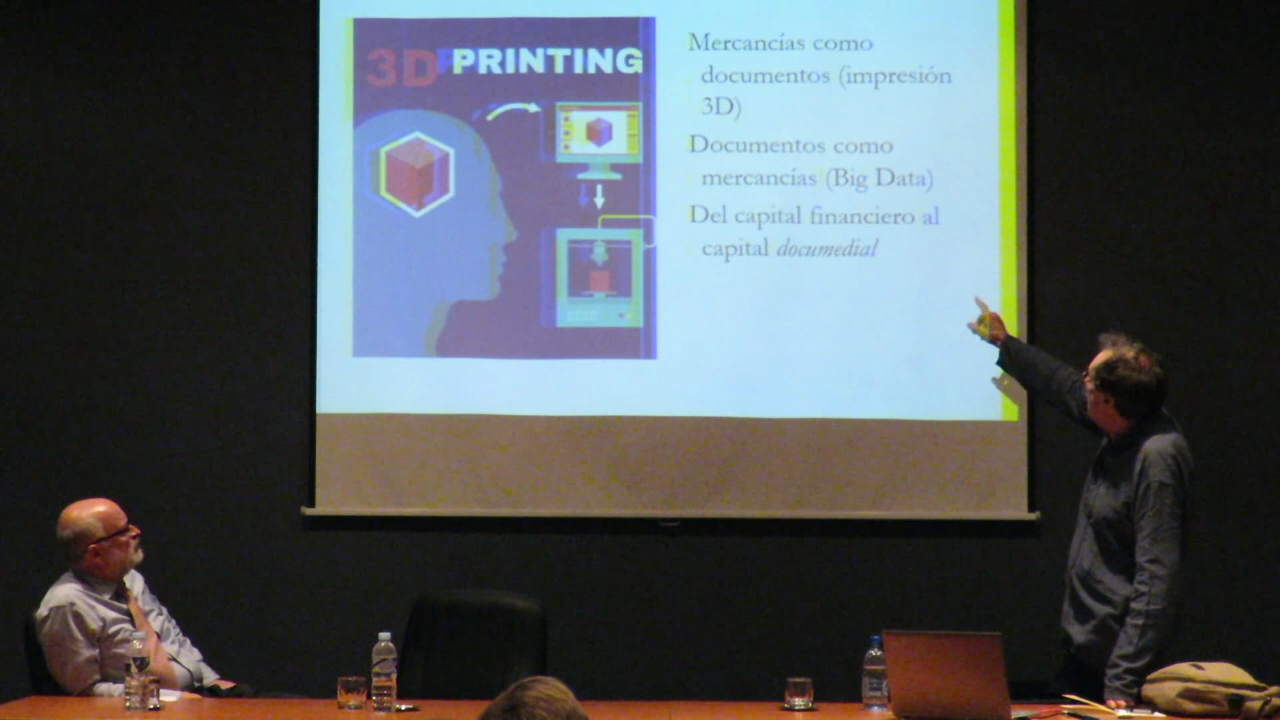 3D PRINTING
Mercancías como
documentos (impresión
3D)
Documentos como
mercancías (Big Data)
Del capital financiero al
capital documedial